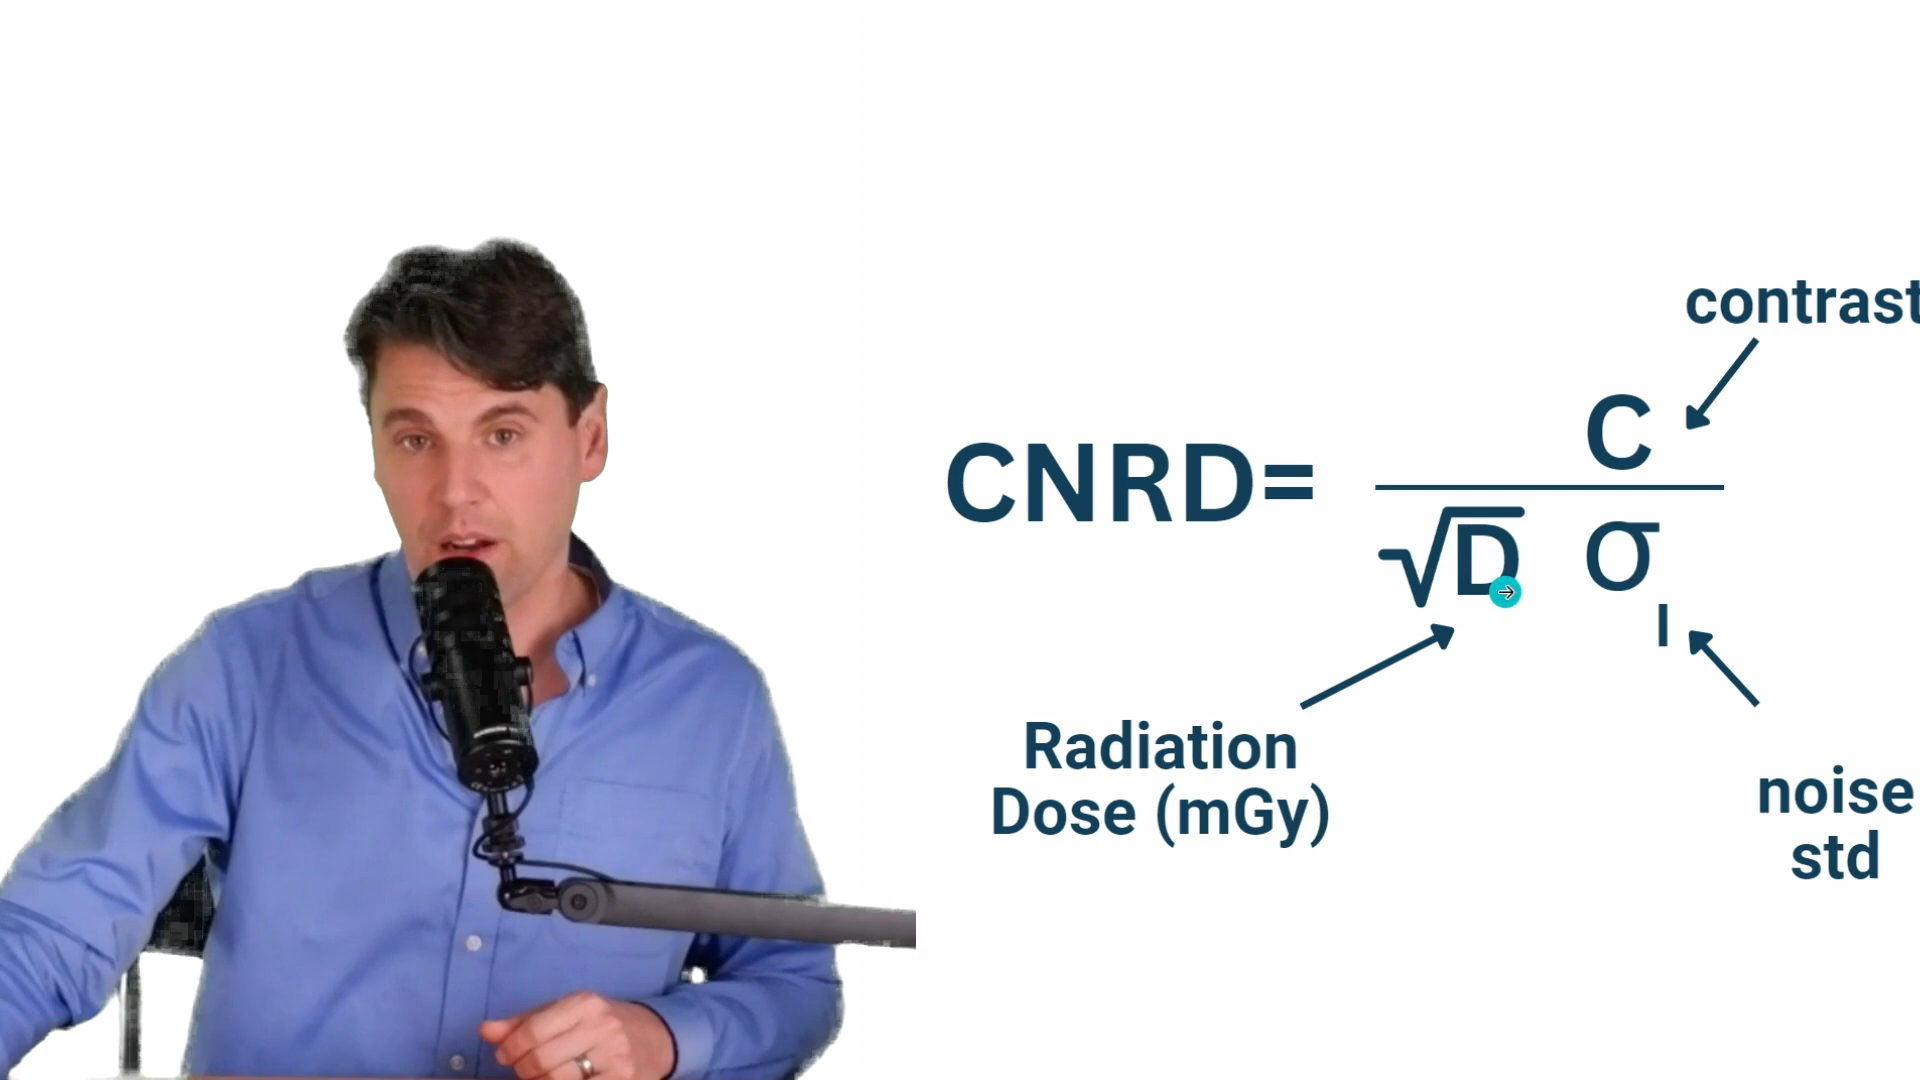 contrast
CNRD=
C
√D σ
I
Radiation
Dose (mGy)
noise
std